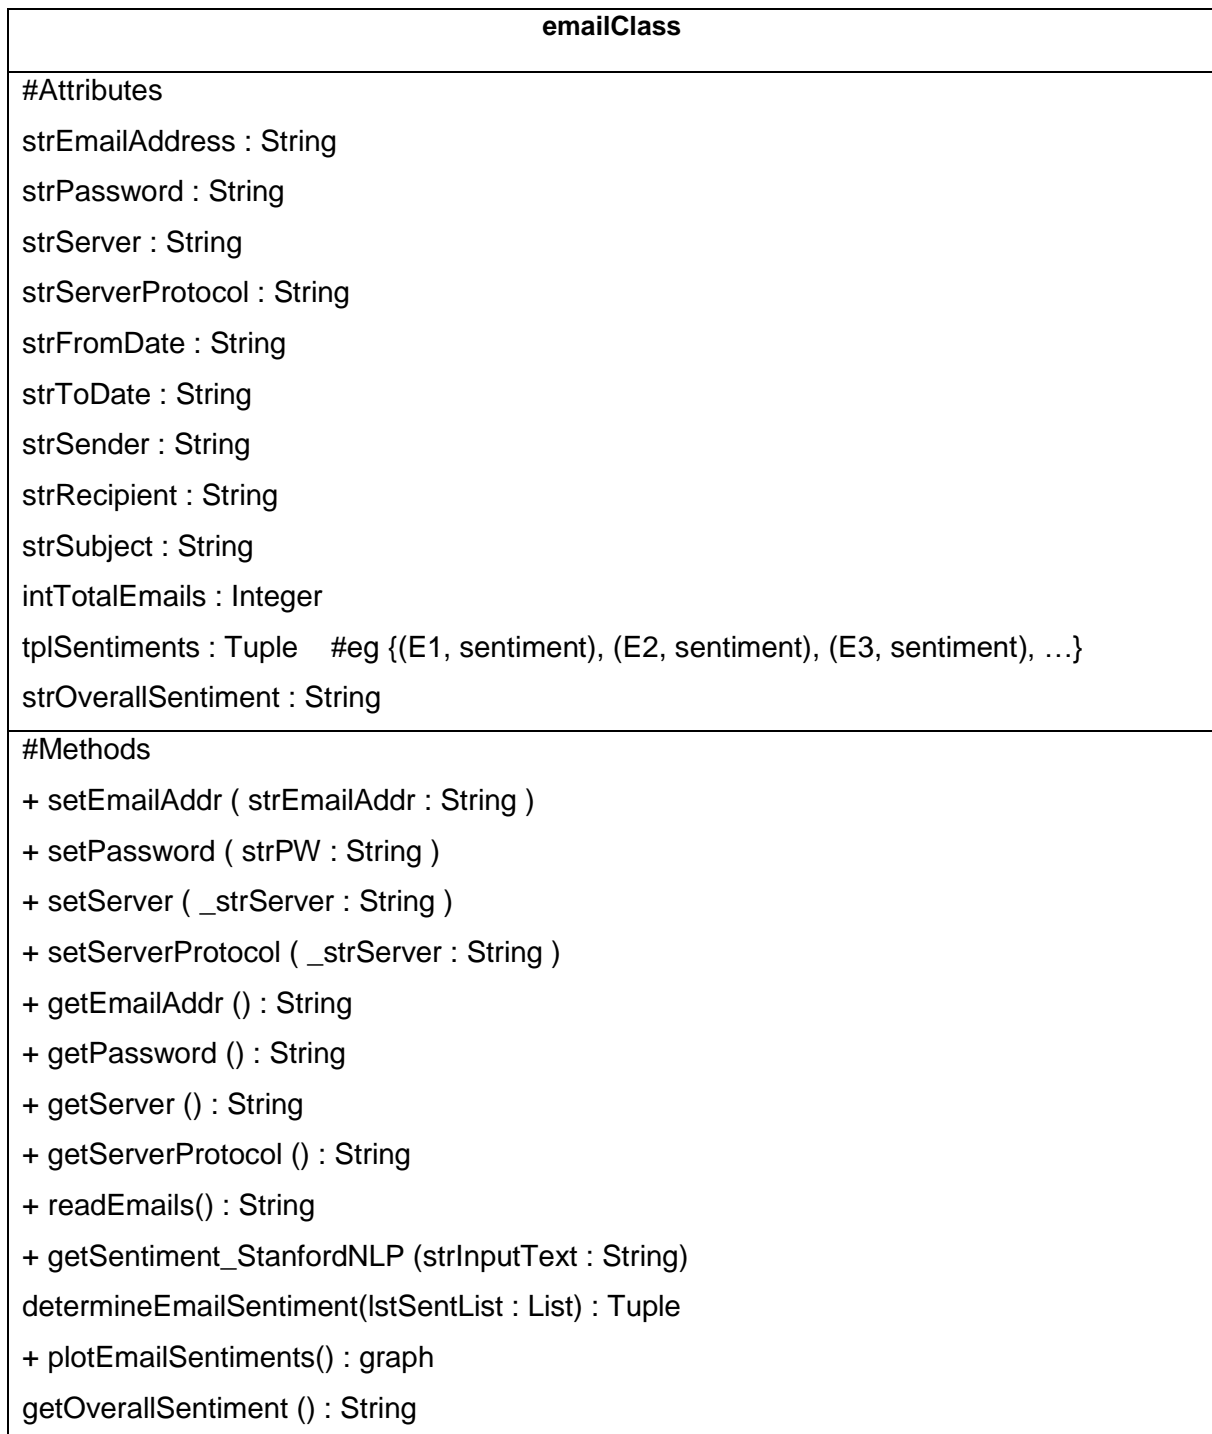 emailClass
#Attributes
strEmailAddress : String
strPassword : String
strServer : String
strServerProtocol : String
strFromDate : String
strToDate : String
strSender : String
strRecipient : String
strSubject : String
intTotalEmails : Integer
tplSentiments : Tuple #eg {(E1, sentiment), (E2, sentiment), (E3, sentiment), …}
strOverallSentiment : String
#Methods
+ setEmailAddr ( strEmailAddr : String )
+ setPassword ( strPW : String )
+ setServer ( _strServer : String )
+ setServerProtocol ( _strServer : String )
+ getEmailAddr () : String
+ getPassword () : String
+ getServer () : String
+ getServerProtocol () : String
+ readEmails() : String
+ getSentiment_StanfordNLP (strInputText : String)
determineEmailSentiment(lstSentList : List) : Tuple
+ plotEmailSentiments() : graph
getOverallSentiment () : String